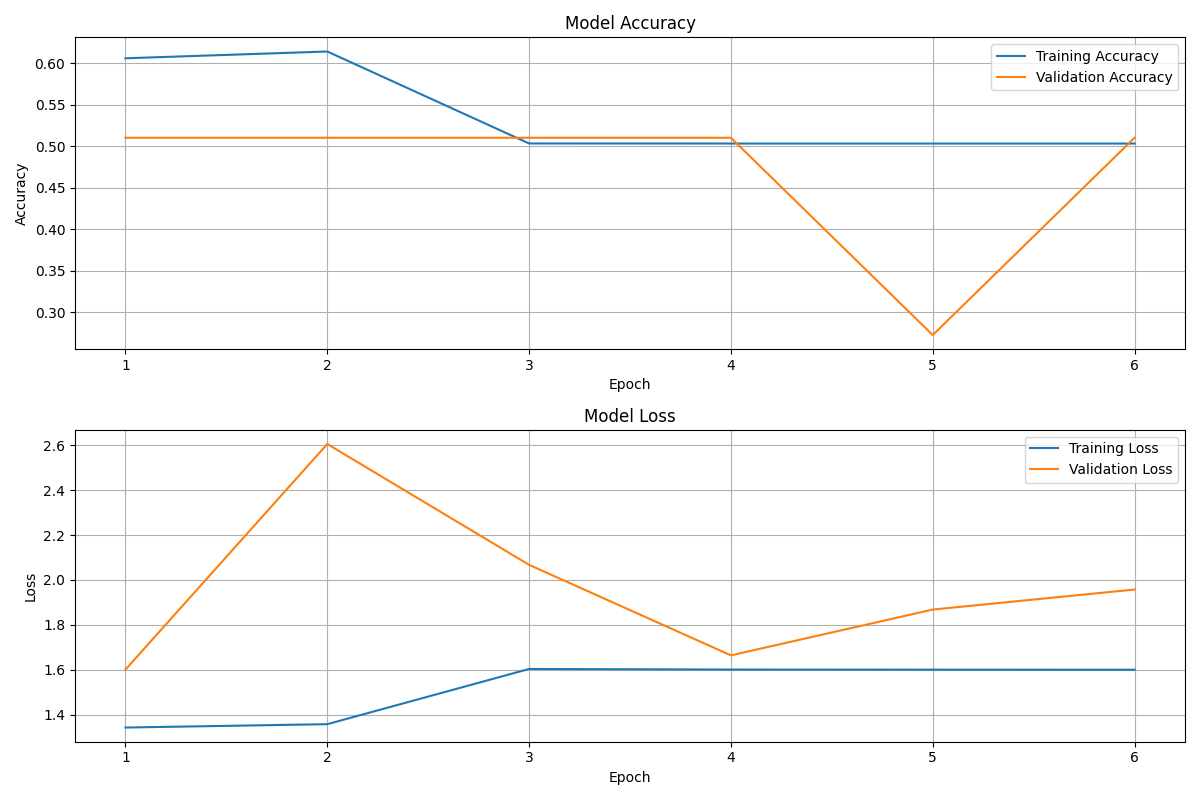 Model Accuracy
Training Accuracy
Validation Accuracy
Accuracy
0.60
0.55
0.50
0.45
0.40
0.35
0.30
1 2 3 4 5 6
Epoch
Model Loss
Training Loss
Validation Loss
Loss
2.6
2.4
2.2
2.0
1.8
1.6
1.4
1 2 3 4 5 6
Epoch